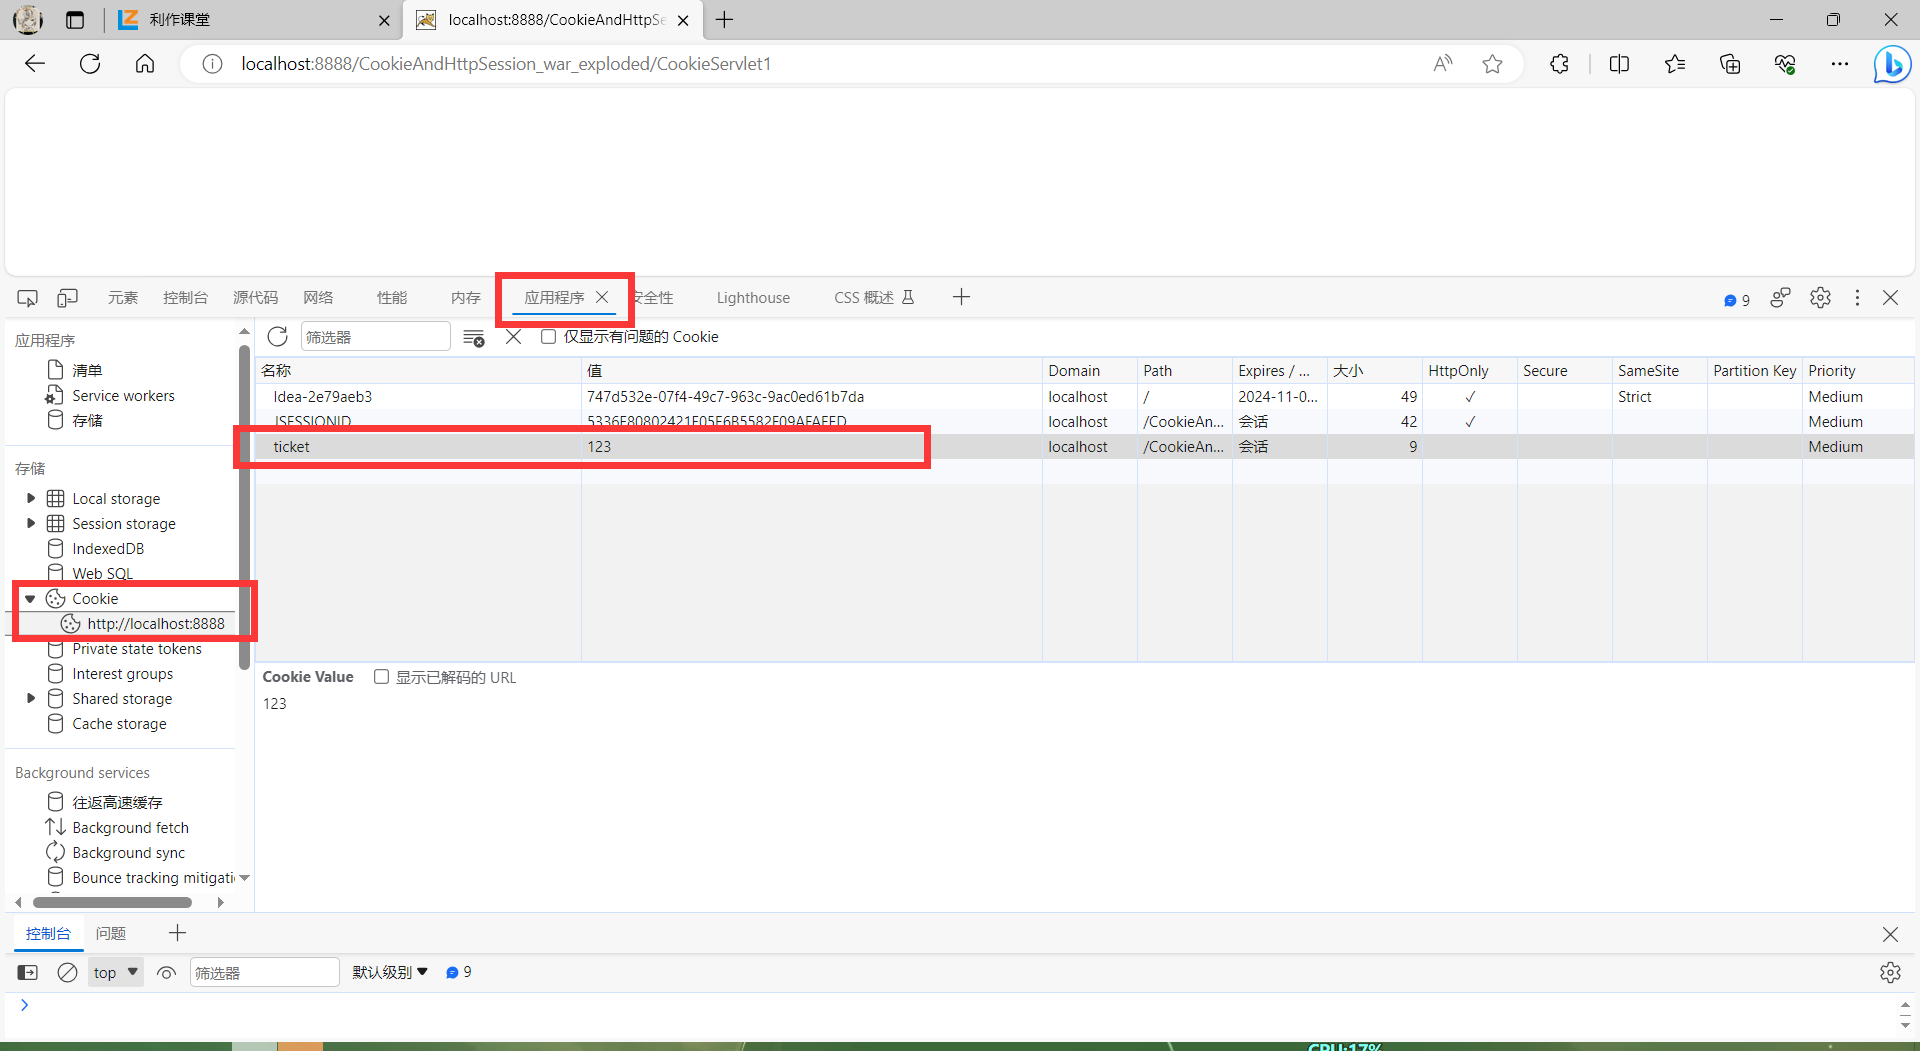 利作课堂
localhost:8888/CookieAndHttpSe
localhost:8888/CookieAndHttpSession_war_exploded/CookieServlet1
元素 控制台 源代码 网络 性能 内存 应用程序 安全性 Lighthouse CSS 概述 9
应用程序
清单
Service workers
存储
存储
Local storage
Session storage
IndexedDB
Web SQL
Cookie
http://localhost:8888
Private state tokens
Interest groups
Shared storage
Cache storage
Background services
往返高速缓存
Background fetch
Background sync
Bounce tracking mitigati
筛选器 仅显示有问题的 Cookie
名称 值 Domain Path Expires / ... 大小 HttpOnly Secure SameSite Partition Key Priority
Idea-2e79aeb3 747d532e-07f4-49c7-963c-9ac0ed61b7da localhost / 2024-11-0... 49 ✓ Strict Medium
JSESSIONID localhost /CookieAn... 会话 42 ✓ Medium
ticket 123 localhost /CookieAn... 会话 9 Medium
Cookie Value 显示已解码的 URL
123
控制台 问题
top 筛选器 默认级别 9
CPU:17%